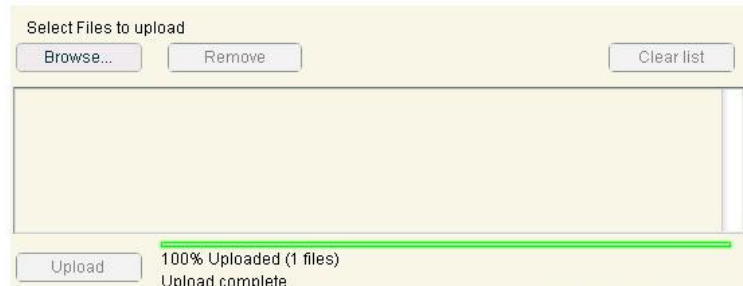 Select Files to upload
Browse... Remove Clear list
Upload 100% Uploaded (1 files)
Upload complete